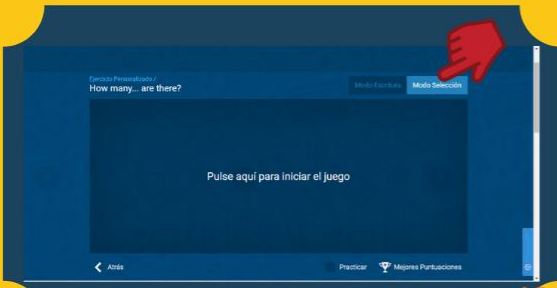 Ejercicio Personalizado /
How many... are there?
Modo Escritura
Modo Selección
Pulse aquí para iniciar el juego
Atrás
Practicar
Mejores Puntuaciones